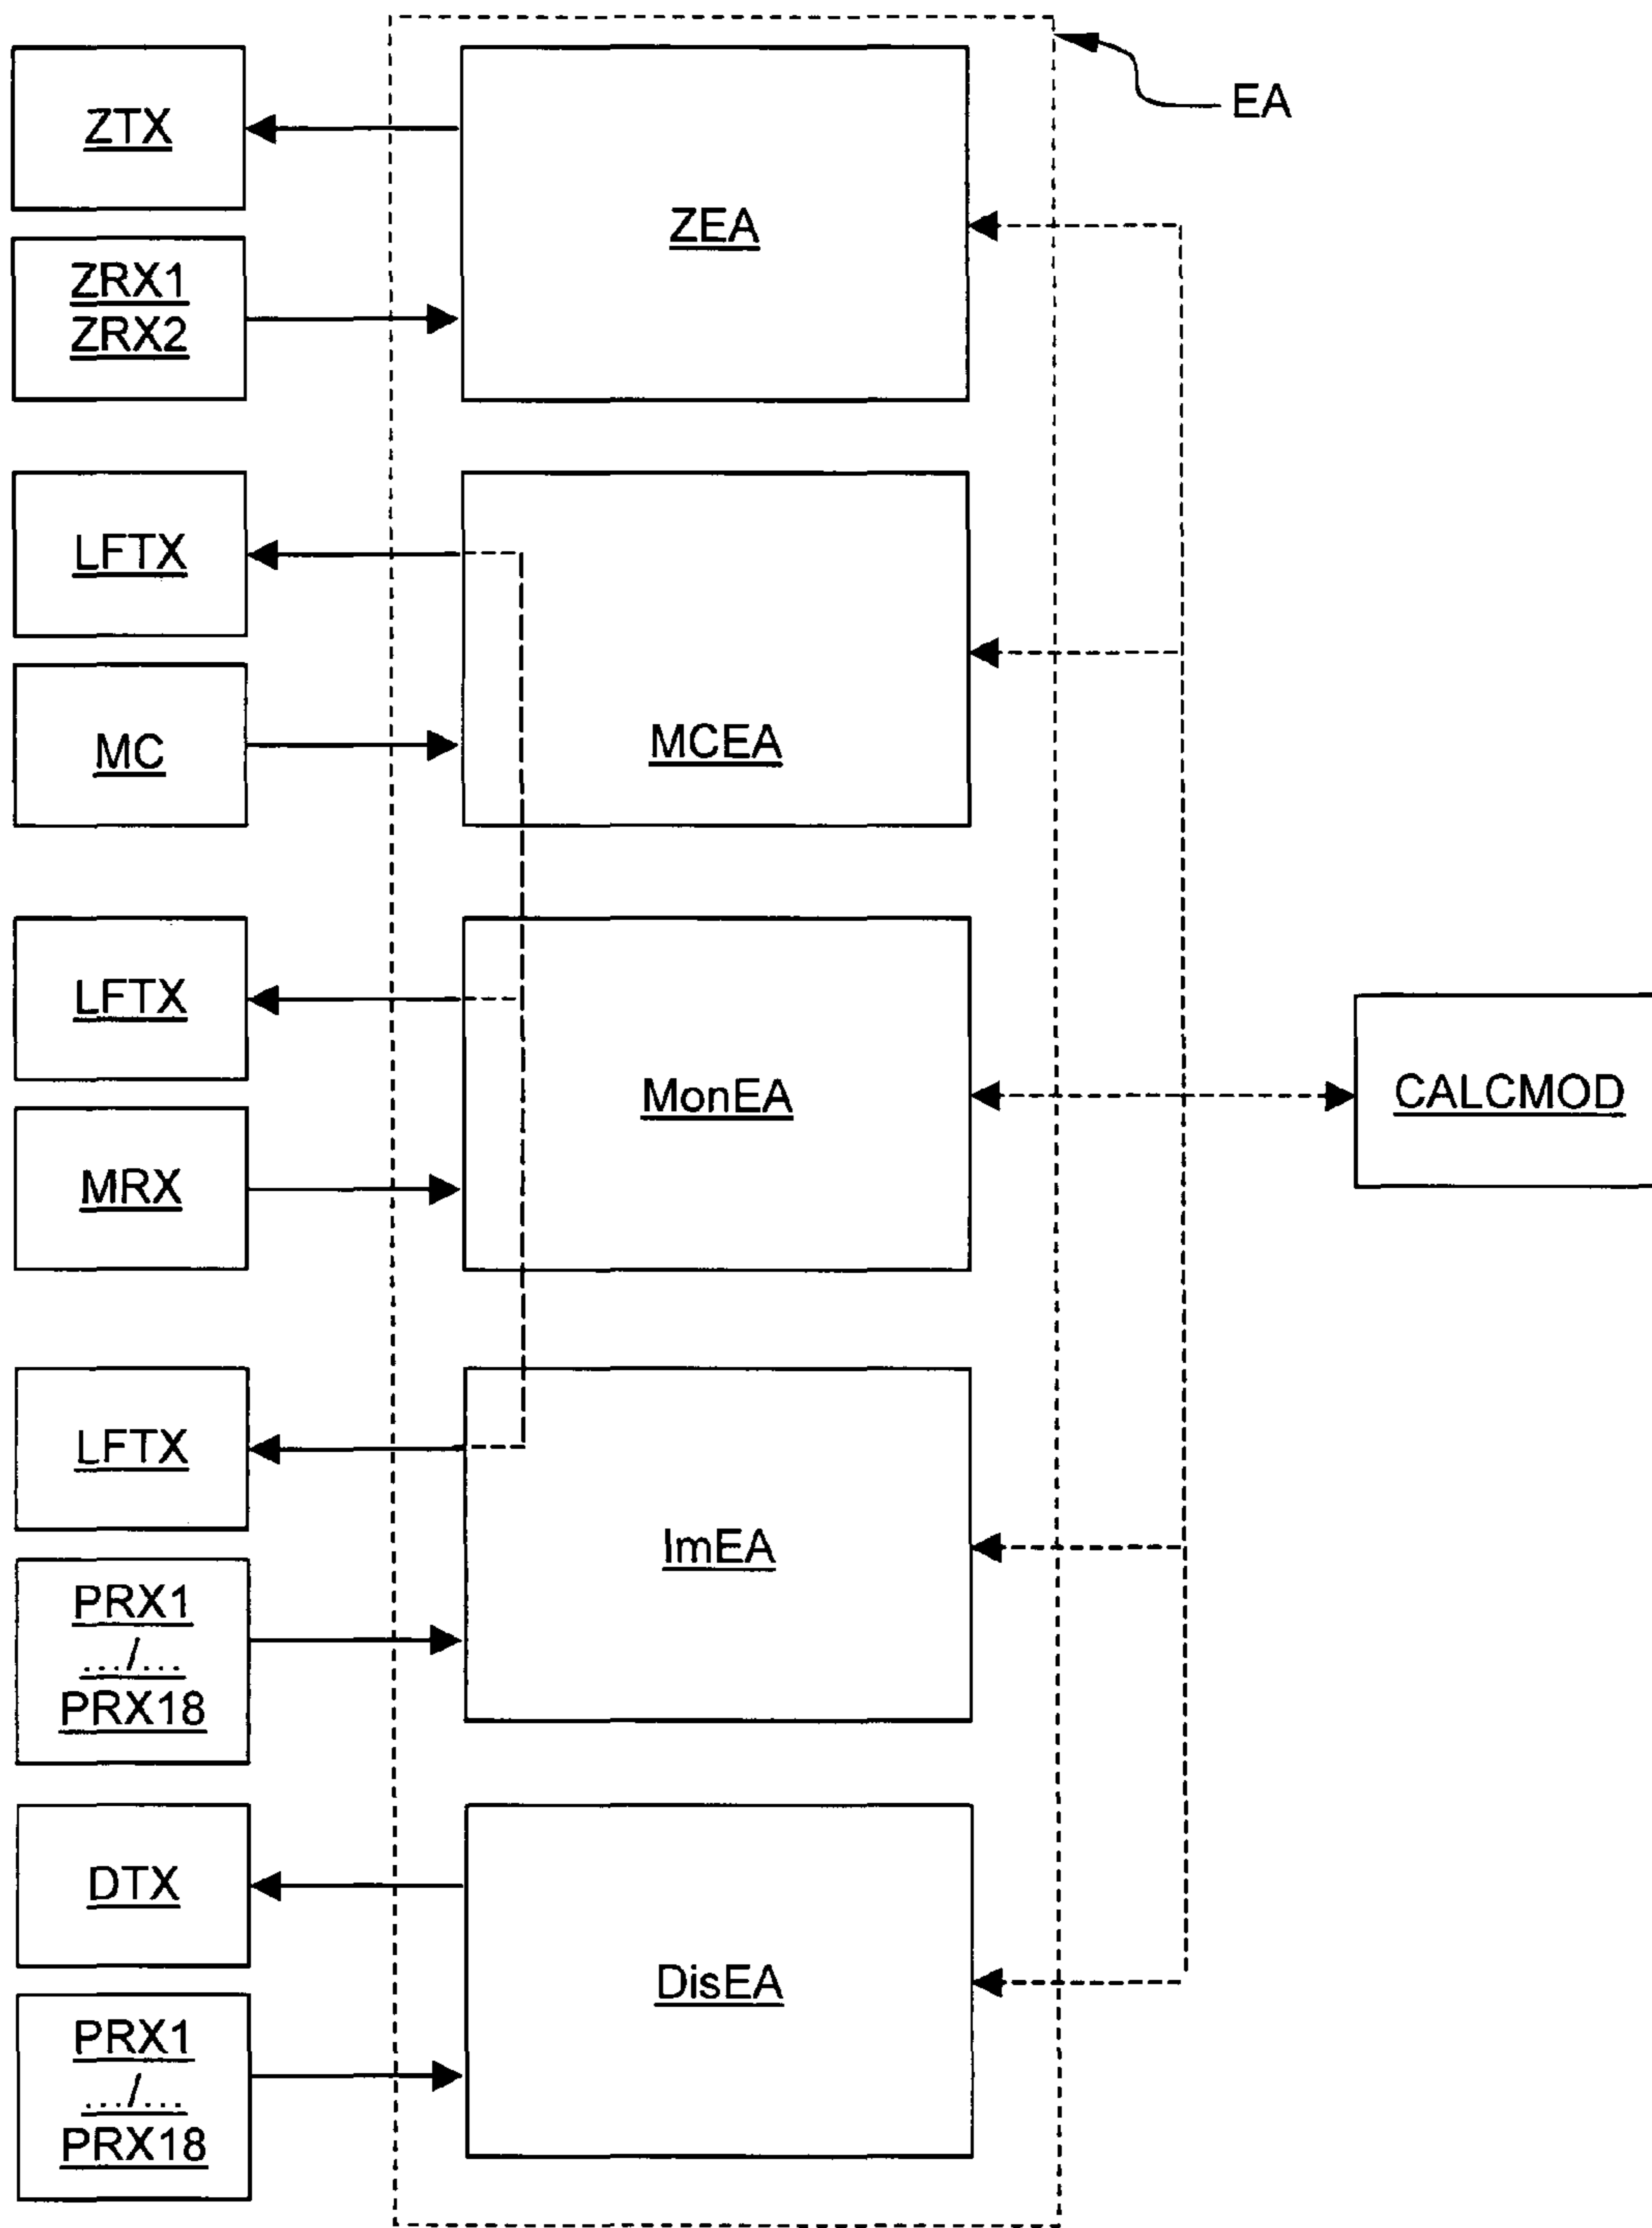 EA
ZTX
ZEA
ZRX1
ZRX2
LFTX
MC
MCEA
LFTX
MonEA
CALCMOD
MRX
LFTX
ImEA
PRX1
.../...
PRX18
DTX
DisEA
PRX1
.../...
PRX18